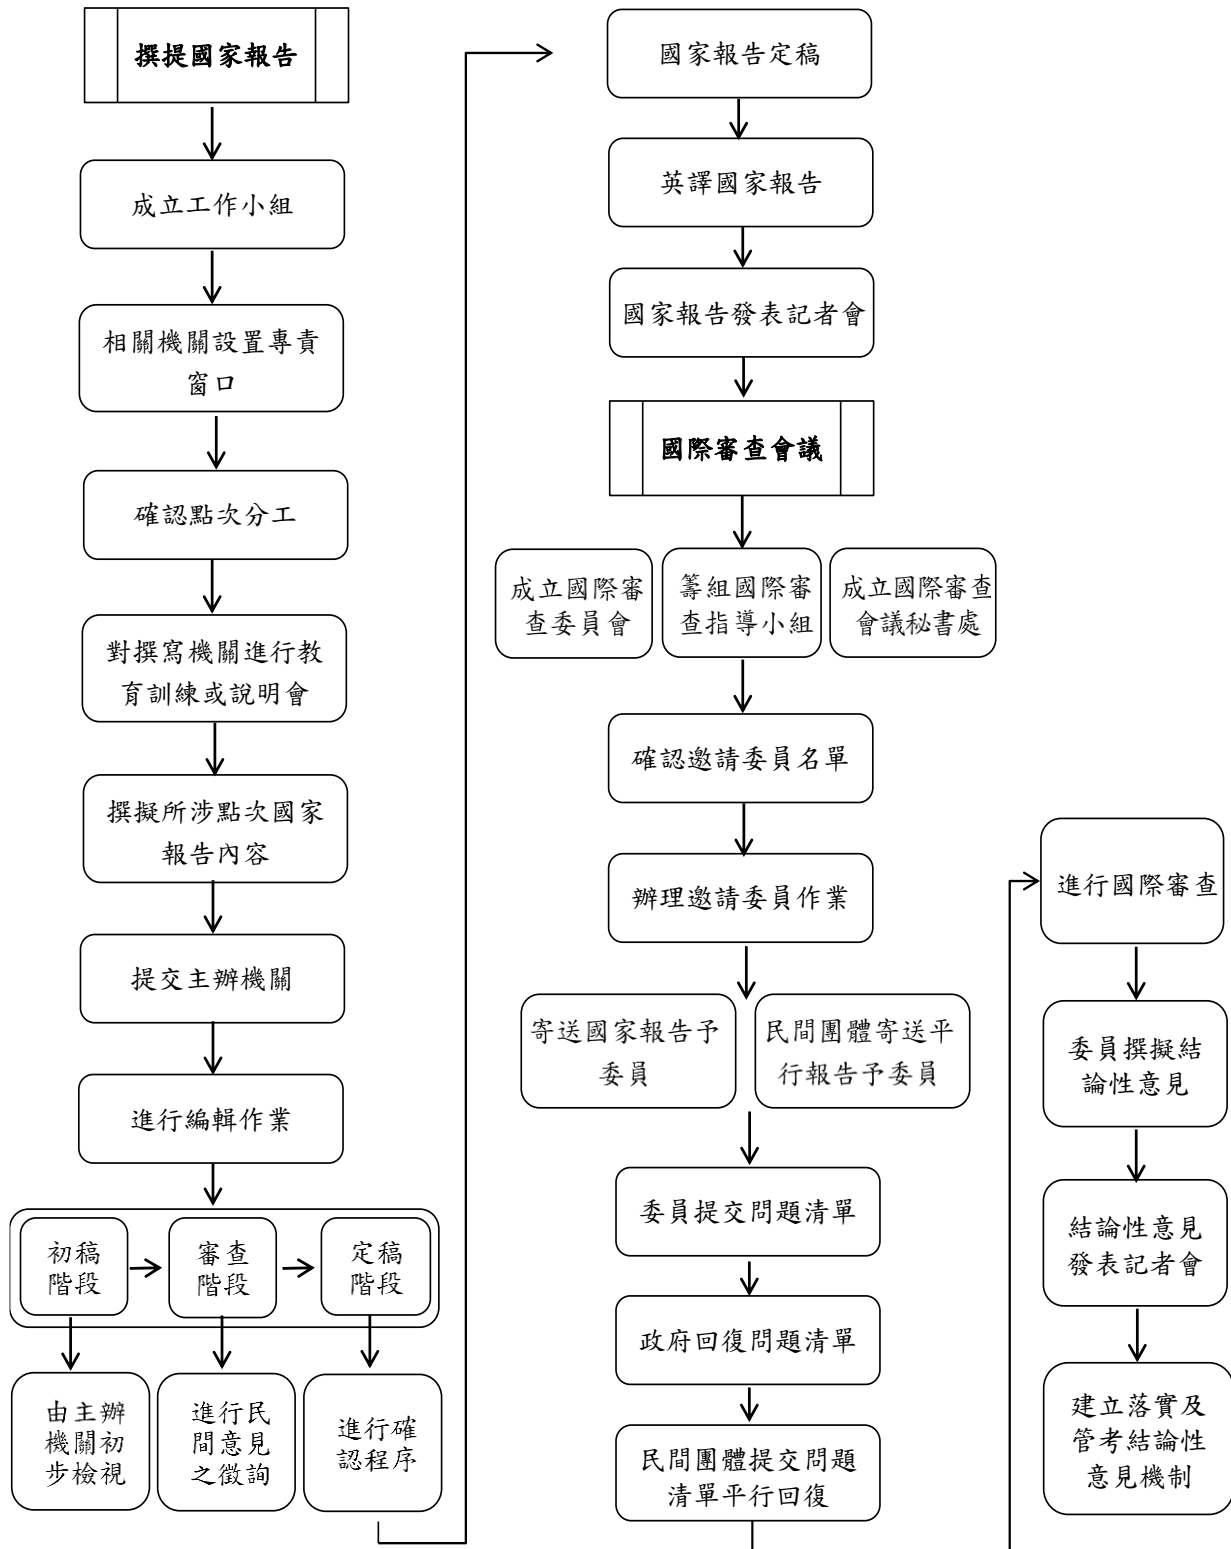 撰提國家報告
成立工作小組
相關機關設置專責
窗口
確認點次分工
對撰寫機關進行教
育訓練或說明會
撰擬所涉點次國家
報告內容
提交主辦機關
進行編輯作業
初稿
階段
審查
階段
定稿
階段
由主辦
機關初
步檢視
進行民
間意見
之徵詢
進行確
認程序
國家報告定稿
英譯國家報告
國家報告發表記者會
國際審查會議
成立國際審
查委員會
籌組國際審
查指導小組
成立國際審查
會議秘書處
確認邀請委員名單
辦理邀請委員作業
寄送國家報告予
委員
民間團體寄送平
行報告予委員
委員提交問題清單
政府回復問題清單
民間團體提交問題
清單平行回復
進行國際審查
委員撰擬結
論性意見
結論性意見
發表記者會
建立落實及
管考結論性
意見機制